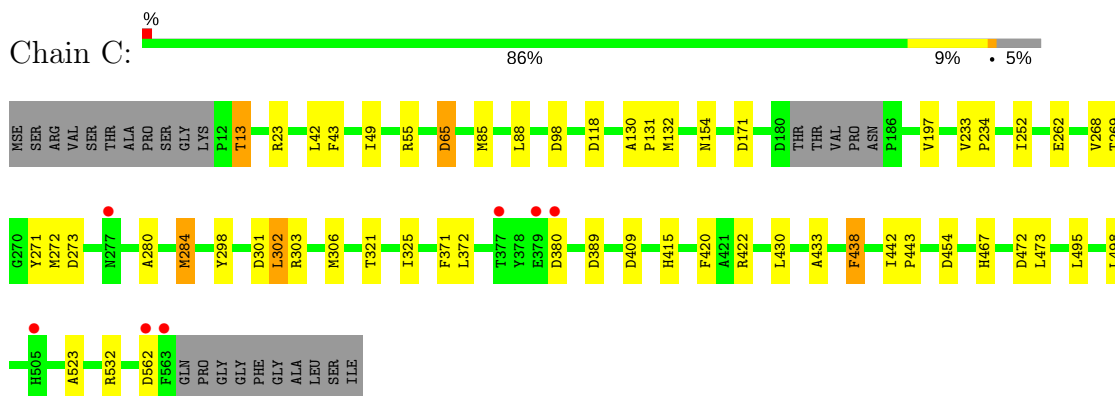 %
Chain C:
86% 9% • 5%
MSE SER ARG VAL SER THR ALA PRO SER GLY LYS P12 T13 R23 L42 F43 I49 R55 D65 M85 L88 D98 D118 A130 P131 M132 N154 D171 D180 THR THR VAL PRO ASN P186 V197 V233 P234 I252 E262 V268 T269
G270 Y271 M272 D273 N277 A280 M284 Y298 D301 L302 R303 M306 T321 I325 F371 L372 T377 Y378 E379 D380 D389 D409 H415 F420 A421 R422 L430 A433 F438 I442 P443 D454 H467 D472 L473 L495 L498
H505 A523 R532 D562 F563 GLN PRO GLY GLY PHE GLY ALA LEU SER ILE